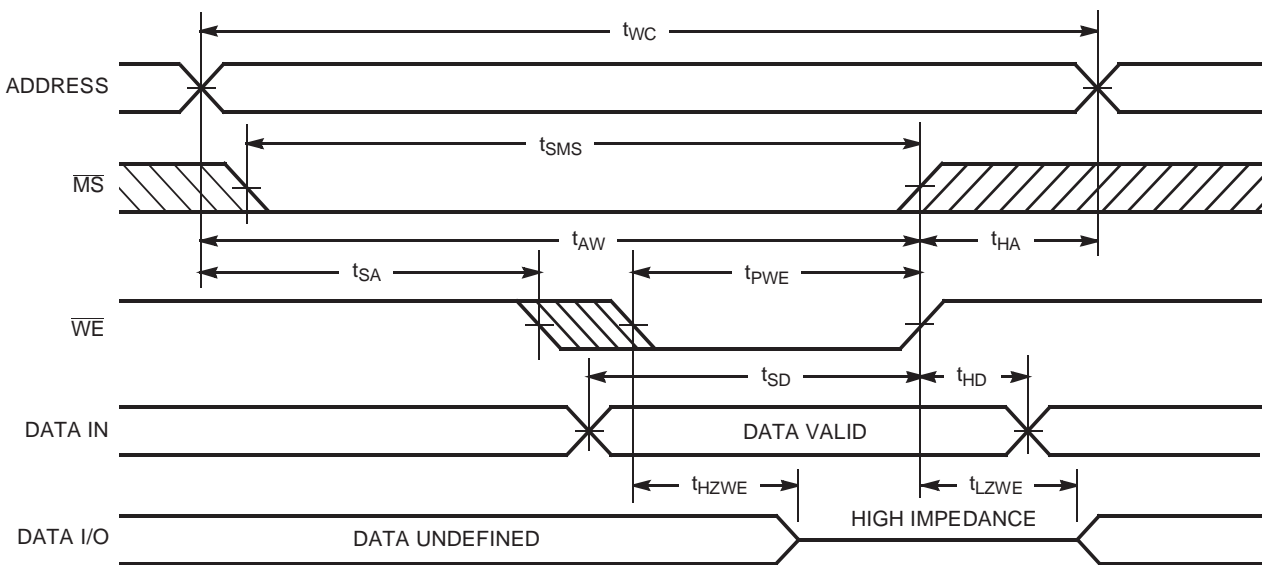 tWC
ADDRESS
tSMS
MS
tAW
tHA
tSA
tPWE
WE
tSD
tHD
DATA IN
DATA VALID
tHZWE
tLZWE
HIGH IMPEDANCE
DATA I/O
DATA UNDEFINED